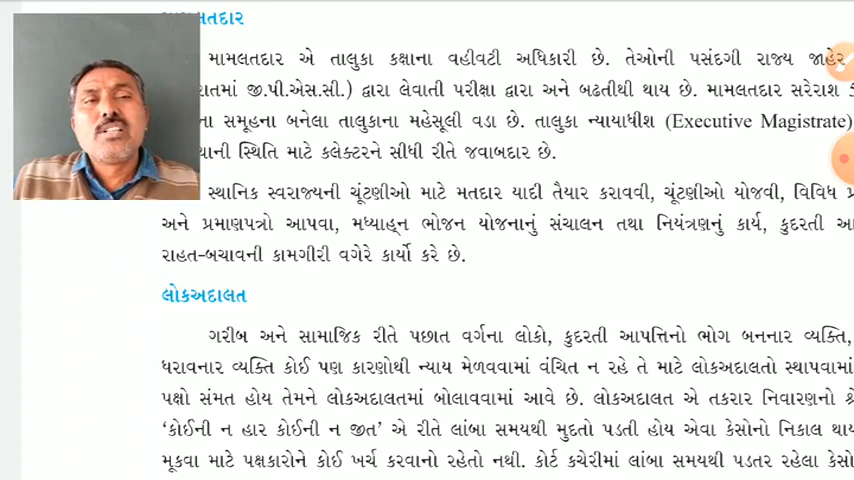 મામલતદાર એ તાલુકા કક્ષાના વહીવટી અધિકારી છે. તેઓની પસંદગી રાજ્ય જાહેર
જી.પી.એસ.સી.) દ્વારા લેવાતી પરીક્ષા દ્વારા અને બઢતીથી થાય છે. મામલતદાર સરેરાશ
સમૂહના બનેલા તાલુકાના મહેસૂલી વડા છે. તાલુકા ન્યાયાધીશ (Executive Magistrate)
સ્થિતિ માટે કલેક્ટરને સીધી રીતે જવાબદાર છે.
સ્થાનિક સ્વરાજ્યની ચૂંટણીઓ માટે મતદાર યાદી તૈયાર કરાવવી, ચૂંટણીઓ યોજવી, વિવિધ
અને પ્રમાણપત્રો આપવા, મધ્યાહ્ન ભોજન યોજનાનું સંચાલન તથા નિયંત્રણનું કાર્ય, કુદરતી
રાહત-બચાવની કામગીરી વગેરે કાર્યો કરે છે.
લોકઅદાલત
ગરીબ અને સામાજિક રીતે પછાત વર્ગના લોકો, કુદરતી આપત્તિનો ભોગ બનનાર વ્યક્તિ,
ધરાવનાર વ્યક્તિ કોઈ પણ કારણોથી ન્યાય મેળવવામાં વંચિત ન રહે તે માટે લોકઅદાલતો સ્થાપવામાં
પક્ષો સંમત હોય તેમને લોકઅદાલતમાં બોલાવવામાં આવે છે. લોકઅદાલત એ તકરાર નિવારણનો
‘કોઈની ન હાર કોઈની ન જીત’ એ રીતે લાંબા સમયથી મુદતો પડતી હોય એવા કેસોનો નિકાલ થાય
મૂકવા માટે પક્ષકારોને કોઈ ખર્ચ કરવાનો રહેતો નથી. કોર્ટ કચેરીમાં લાંબા સમયથી પડતર રહેલા કેસો